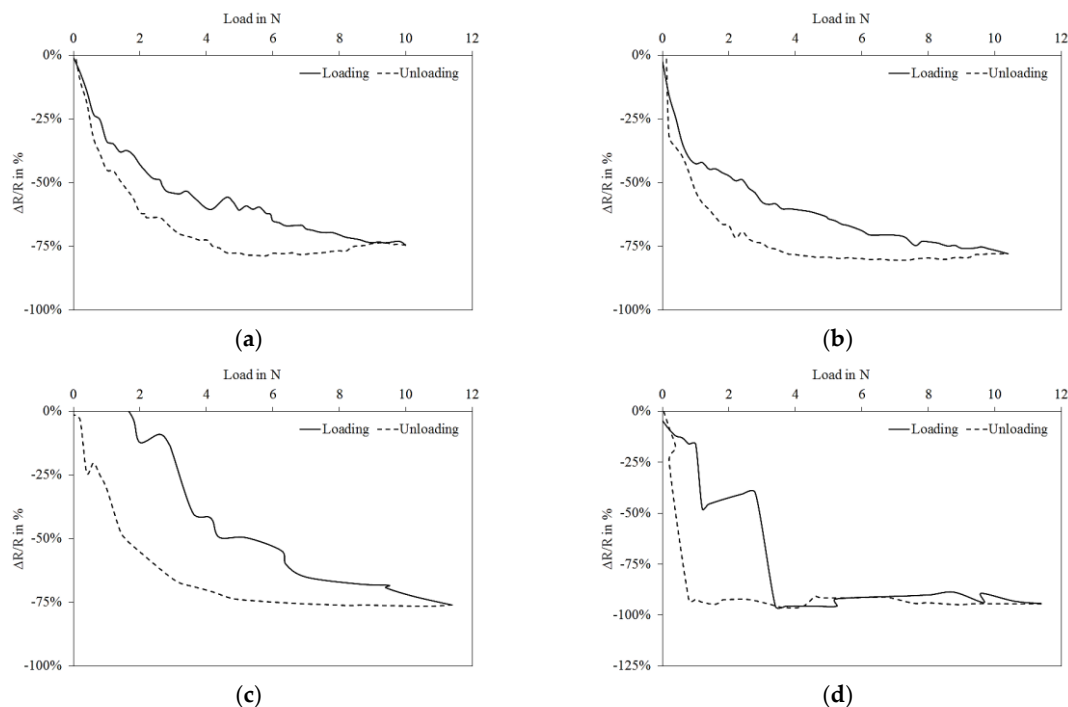 Load in N
0 2 4 6 8 10 12
0%
-25%
-50%
-75%
-100%
ΔR/R in %
Loading Unloading
(a)
Load in N
0 2 4 6 8 10 12
0%
-25%
-50%
-75%
-100%
ΔR/R in %
Loading Unloading
(b)
Load in N
0 2 4 6 8 10 12
0%
-25%
-50%
-75%
-100%
ΔR/R in %
Loading Unloading
(c)
Load in N
0 2 4 6 8 10 12
0%
-25%
-50%
-75%
-100%
-125%
ΔR/R in %
Loading Unloading
(d)